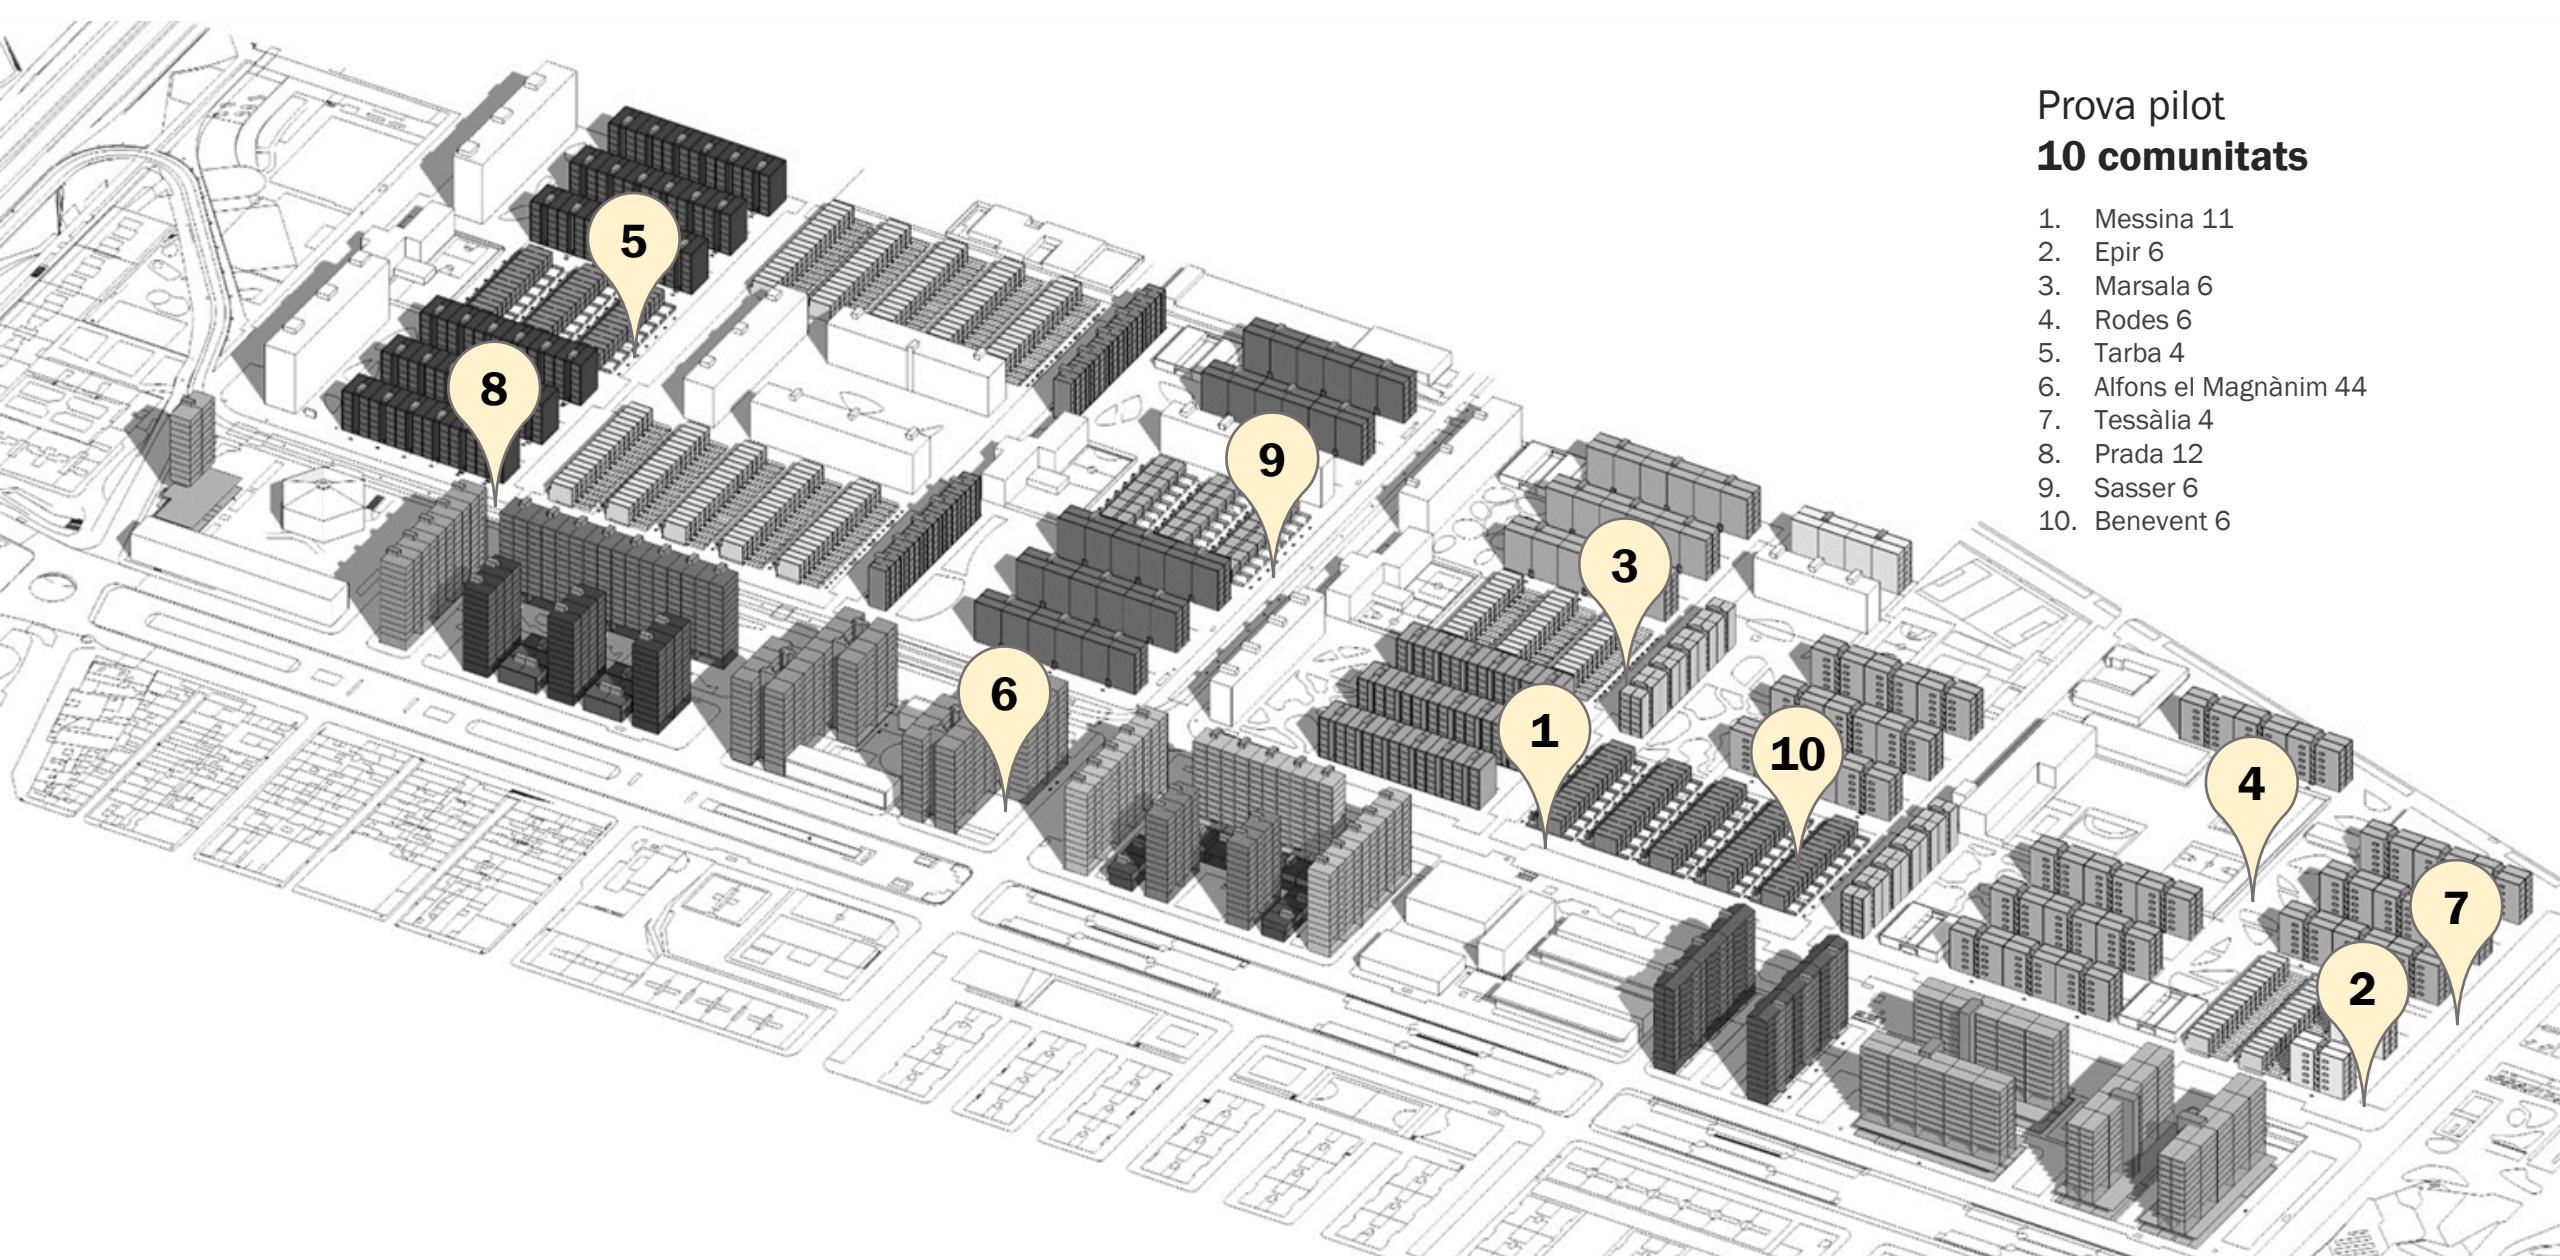 Prova pilot
10 comunitats
1. Messina 11
2. Epir 6
3. Marsala 6
4. Rodes 6
5. Tarba 4
6. Alfons el Magnànim 44
7. Tessàlia 4
8. Prada 12
9. Sasser 6
10. Benevent 6
5
8
9
3
6
1
10
4
7
2